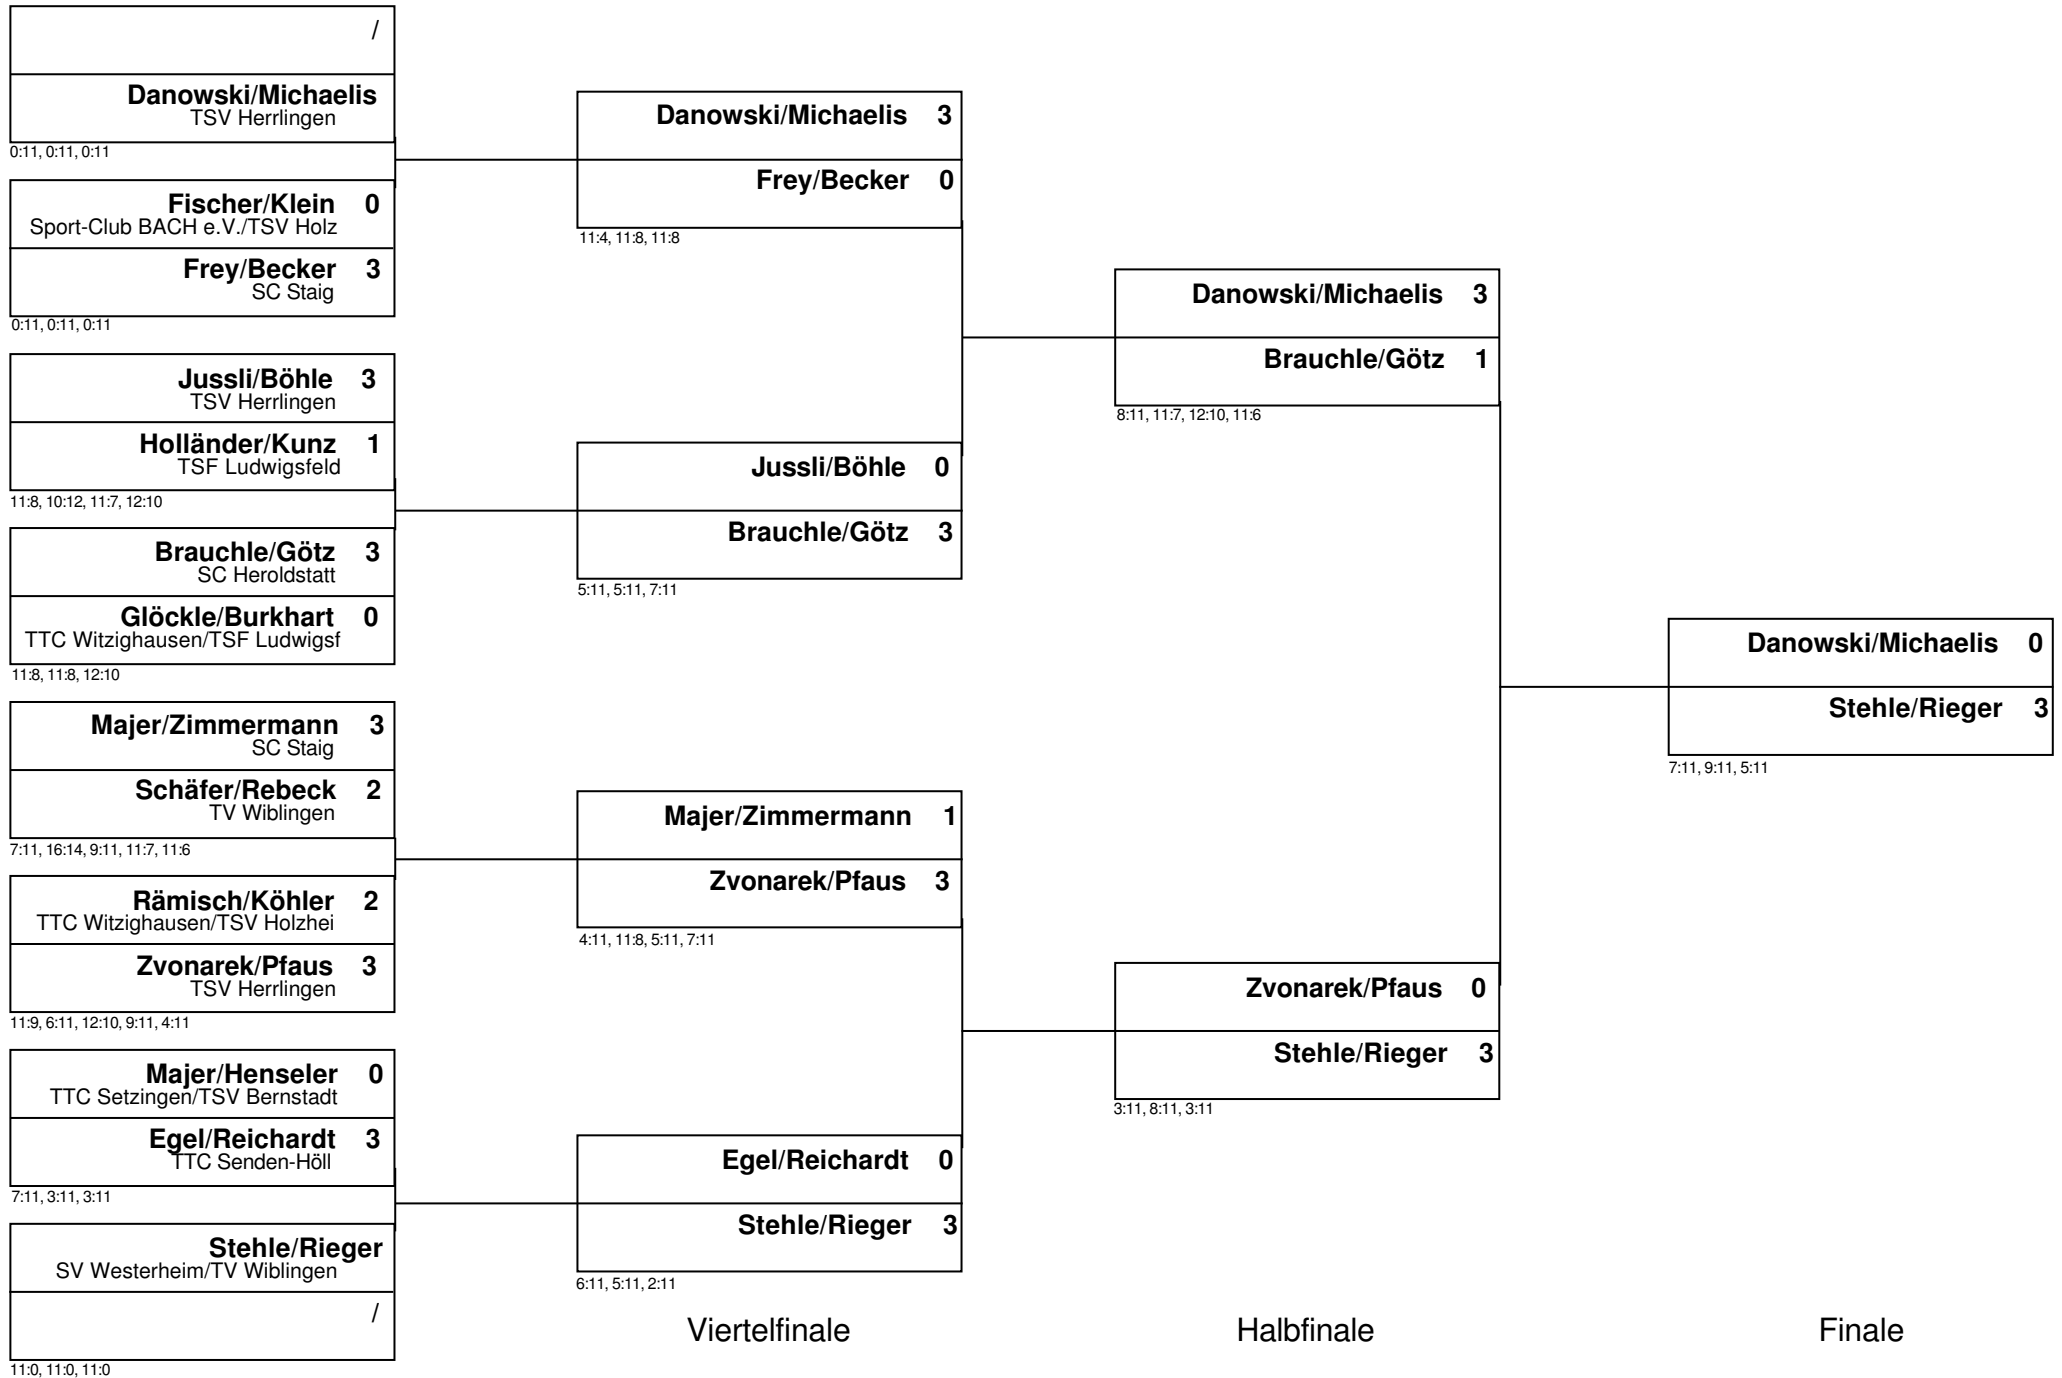 /
Danowski/Michaelis
TSV Herrlingen
0:11, 0:11, 0:11
Fischer/Klein 0
Sport-Club BACH e.V./TSV Holz
Frey/Becker 3
SC Staig
0:11, 0:11, 0:11
Jussli/Böhle 3
TSV Herrlingen
Holländer/Kunz 1
TSF Ludwigsfeld
11:8, 10:12, 11:7, 12:10
Brauchle/Götz 3
SC Heroldstatt
Glöckle/Burkhart 0
TTC Witzighausen/TSF Ludwigsf
11:8, 11:8, 12:10
Majer/Zimmermann 3
SC Staig
Schäfer/Rebeck 2
TV Wiblingen
7:11, 16:14, 9:11, 11:7, 11:6
Rämisch/Köhler 2
TTC Witzighausen/TSV Holzhei
Zvonarek/Pfaus 3
TSV Herrlingen
11:9, 6:11, 12:10, 9:11, 4:11
Majer/Henseler 0
TTC Setzingen/TSV Bernstadt
Egel/Reichardt 3
TTC Senden-Höll
7:11, 3:11, 3:11
Stehle/Rieger
SV Westerheim/TV Wiblingen
/
11:0, 11:0, 11:0
Danowski/Michaelis 3
Frey/Becker 0
11:4, 11:8, 11:8
Jussli/Böhle 0
Brauchle/Götz 3
5:11, 5:11, 7:11
Majer/Zimmermann 1
Zvonarek/Pfaus 3
4:11, 11:8, 5:11, 7:11
Egel/Reichardt 0
Stehle/Rieger 3
6:11, 5:11, 2:11
Viertelfinale
Danowski/Michaelis 3
Brauchle/Götz 1
8:11, 11:7, 12:10, 11:6
Zvonarek/Pfaus 0
Stehle/Rieger 3
3:11, 8:11, 3:11
Halbfinale
Danowski/Michaelis 0
Stehle/Rieger 3
7:11, 9:11, 5:11
Finale